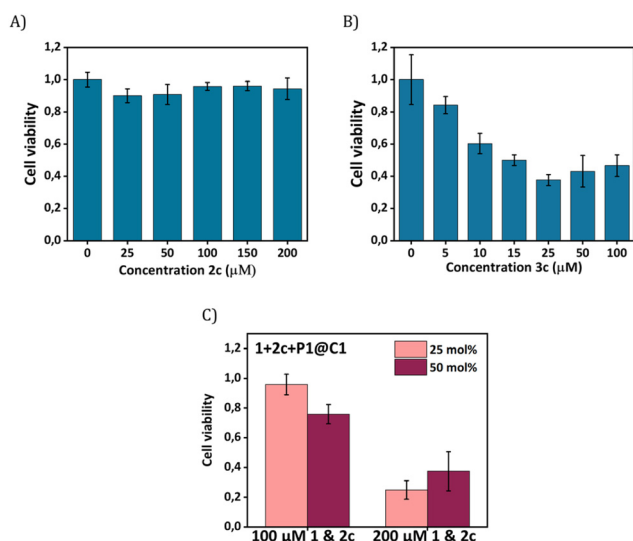 A)
1,2
1,0
0,8
0,6
0,4
0,2
0,0
Cell viability
0 25 50 100 150 200
Concentration 2c (μM)
B)
1,2
1,0
0,8
0,6
0,4
0,2
0,0
Cell viability
0 5 10 15 25 50 100
Concentration 3c (μM)
C)
1+2c+P1@C1
25 mol%
50 mol%
1,2
1,0
0,8
0,6
0,4
0,2
0,0
Cell viability
100 μM 1 & 2c 200 μM 1 & 2c